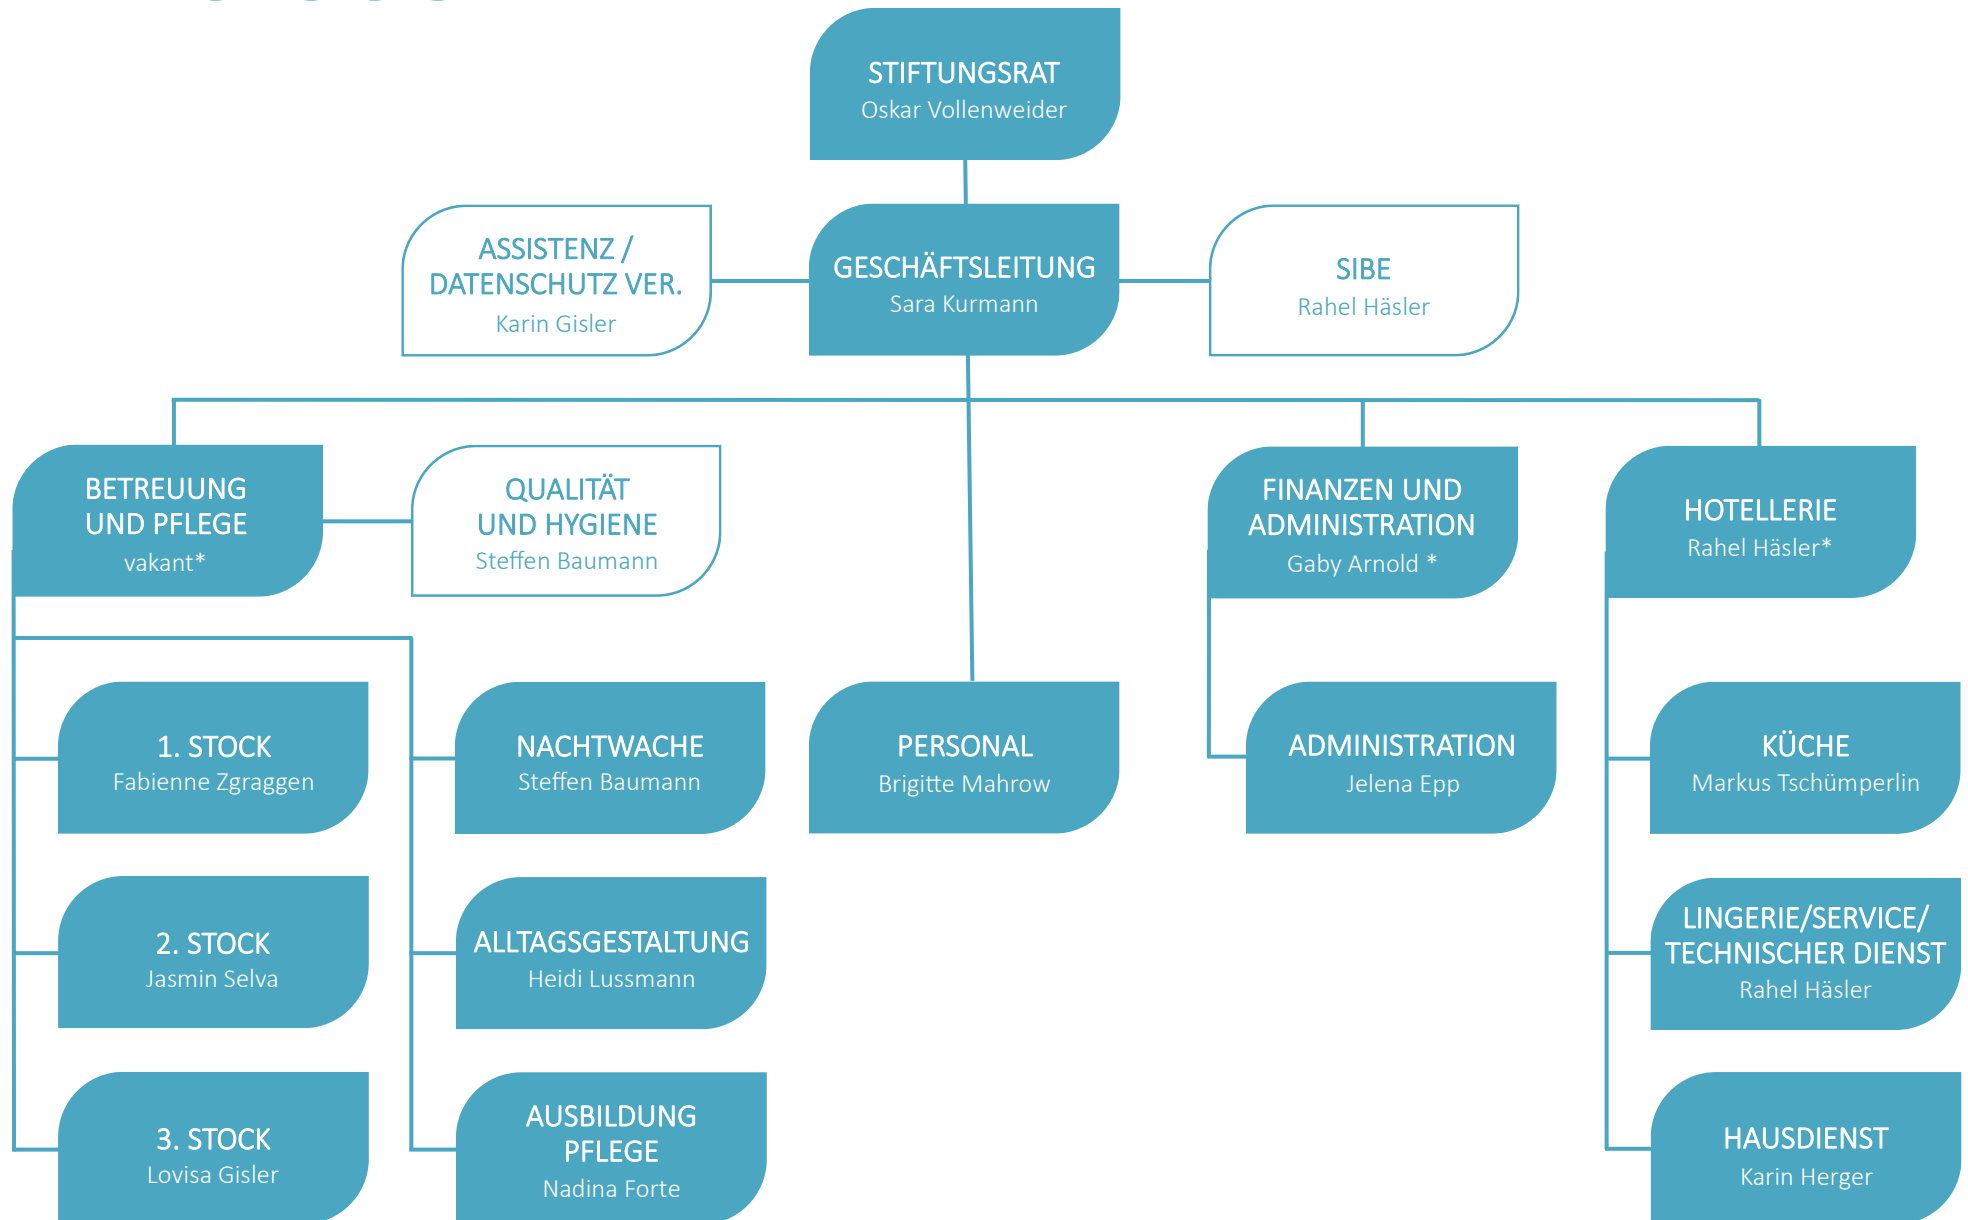 STIFTUNGSRAT
Oskar Vollenweider
ASSISTENZ /
DATENSCHUTZ VER.
Karin Gisler
GESCHÄFTSLEITUNG
Sara Kurmann
SIBE
Rahel Häsler
BETREUUNG
UND PFLEGE
vakant*
QUALITÄT
UND HYGIENE
Steffen Baumann
FINANZEN UND
ADMINISTRATION
Gaby Arnold *
HOTELLERIE
Rahel Häsler*
1. STOCK
Fabienne Zgraggen
NACHTWACHE
Steffen Baumann
PERSONAL
Brigitte Mahrow
ADMINISTRATION
Jelena Epp
KÜCHE
Markus Tschümperlin
2. STOCK
Jasmin Selva
ALLTAGSGESTALTUNG
Heidi Lussmann
LINGERIE/SERVICE/
TECHNISCHER DIENST
Rahel Häsler
3. STOCK
Lovisa Gisler
AUSBILDUNG
PFLEGE
Nadina Forte
HAUSDIENST
Karin Herger